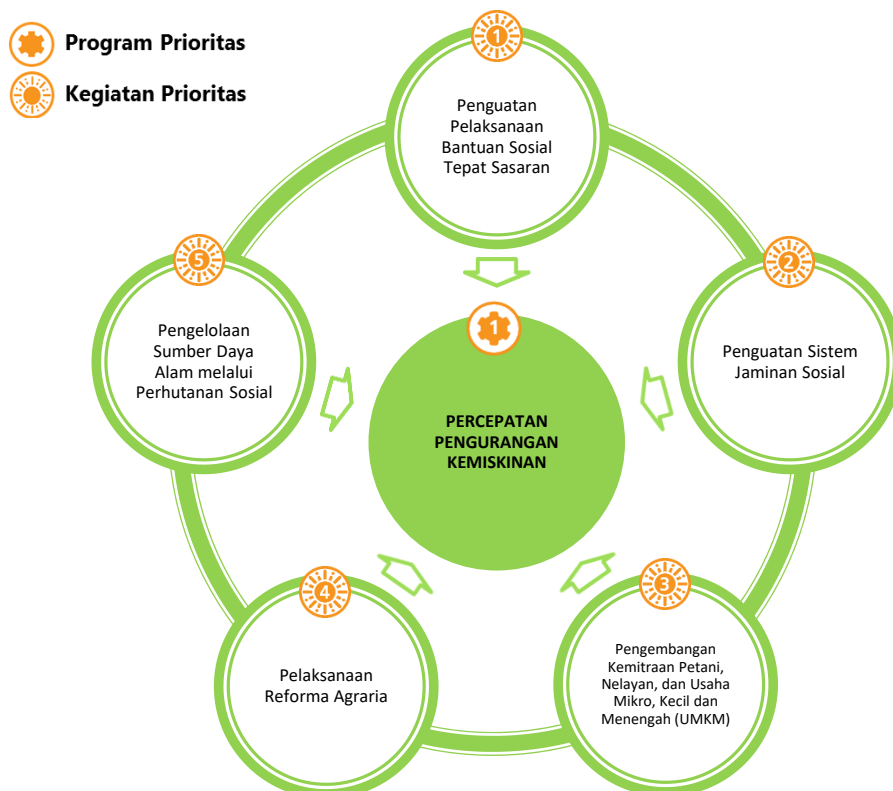 Program Prioritas
Kegiatan Prioritas
1
Penguatan
Pelaksanaan
Bantuan Sosial
Tepat Sasaran
2
Penguatan Sistem
Jaminan Sosial
3
Pengembangan
Kemitraan Petani,
Nelayan, dan Usaha
Mikro, Kecil dan
Menengah (UMKM)
4
Pelaksanaan
Reforma Agraria
5
Pengelolaan
Sumber Daya
Alam melalui
Perhutanan Sosial
1
PERCEPATAN
PENGURANGAN
KEMISKINAN